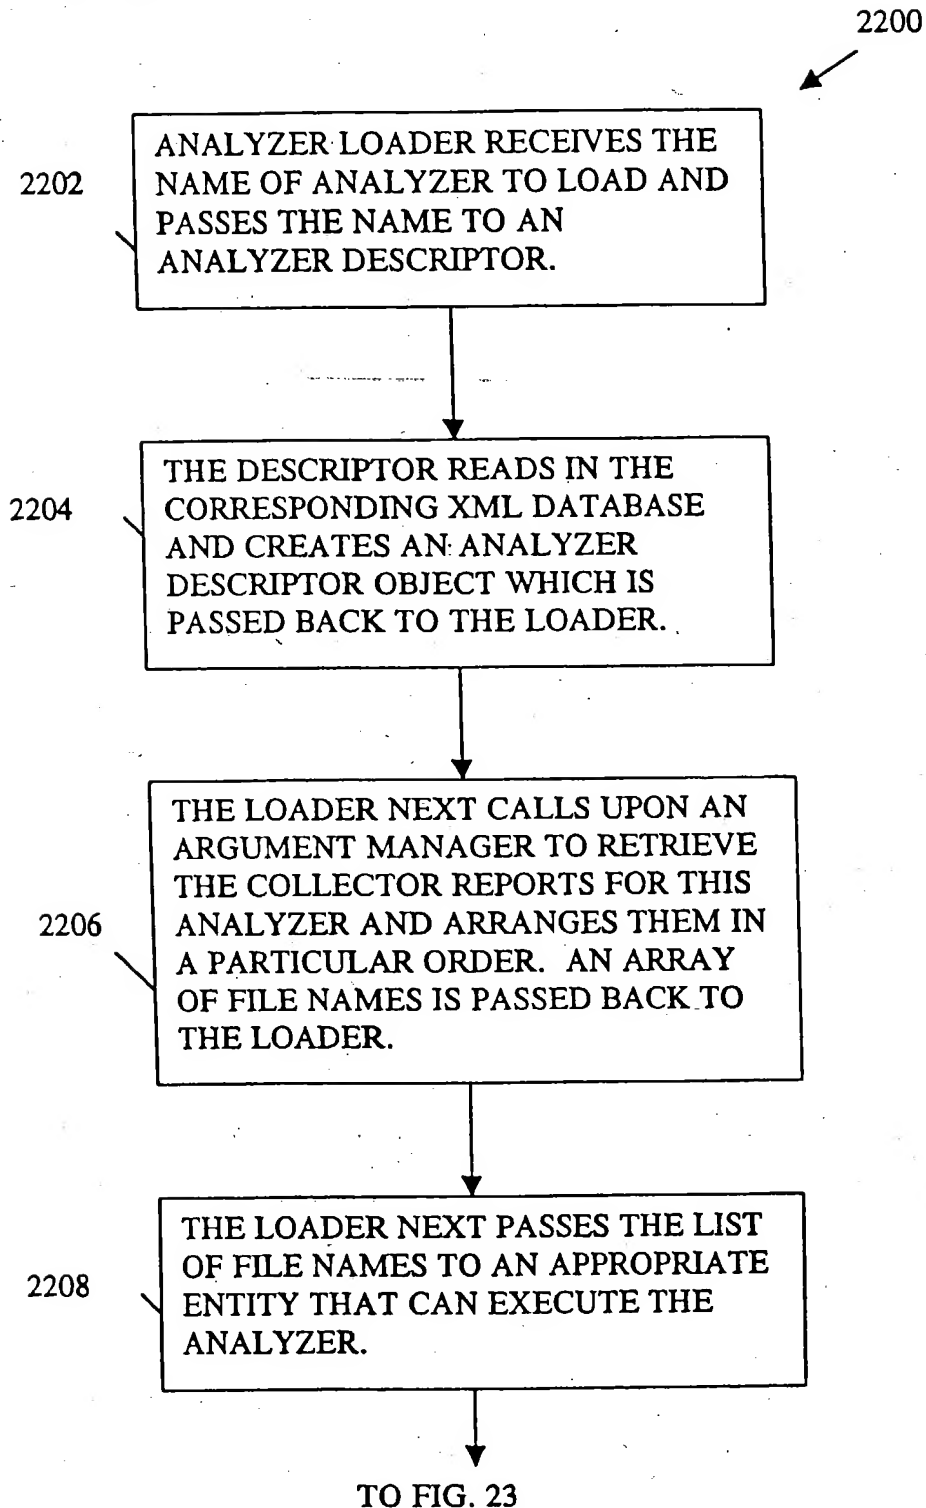 2200
2202
ANALYZER LOADER RECEIVES THE
NAME OF ANALYZER TO LOAD AND
PASSES THE NAME TO AN
ANALYZER DESCRIPTOR.
2204
THE DESCRIPTOR READS IN THE
CORRESPONDING XML DATABASE
AND CREATES AN ANALYZER
DESCRIPTOR OBJECT WHICH IS
PASSED BACK TO THE LOADER.
2206
THE LOADER NEXT CALLS UPON AN
ARGUMENT MANAGER TO RETRIEVE
THE COLLECTOR REPORTS FOR THIS
ANALYZER AND ARRANGES THEM IN
A PARTICULAR ORDER. AN ARRAY
OF FILE NAMES IS PASSED BACK TO
THE LOADER.
2208
THE LOADER NEXT PASSES THE LIST
OF FILE NAMES TO AN APPROPRIATE
ENTITY THAT CAN EXECUTE THE
ANALYZER.
TO FIG. 23